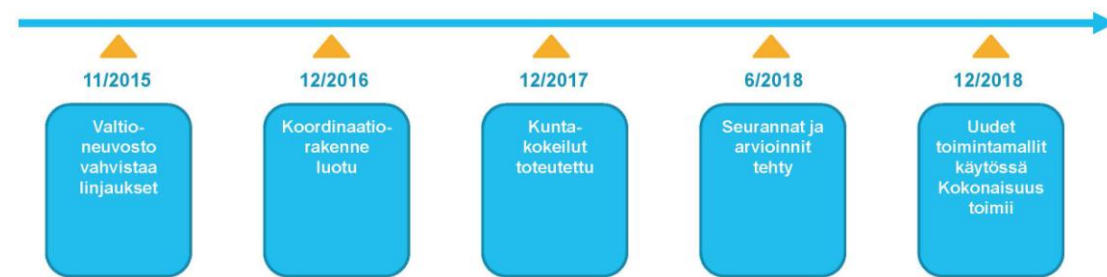 11/2015
Valtio-
neuvosto
vahvistaa
linjaukset
12/2016
Koordinaatio-
rakenne
luotu
12/2017
Kunta-
kokeilut
toteutettu
6/2018
Seurannat ja
arvioinnit
tehty
12/2018
Uudet
toimintamallit
käytössä
Kokonaisuus
toimii